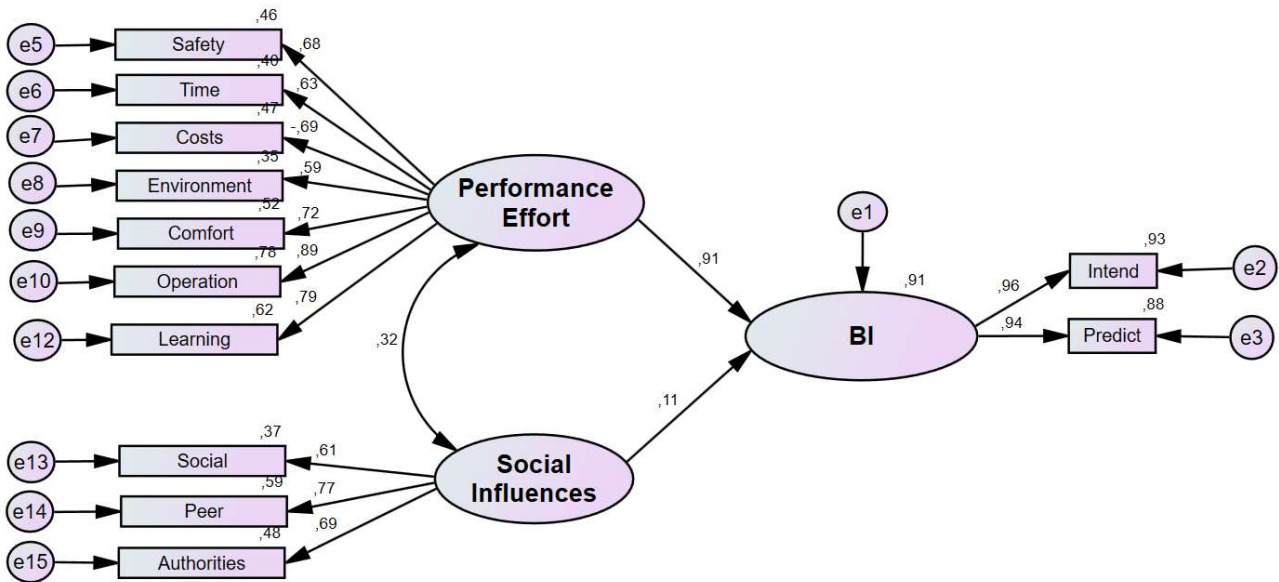 ,46
e5
Safety
,68
,40
e6
Time
,63
,47
e7
Costs
-,69
,35
e8
Environment
,59
,52
e9
Comfort
,72
,78
e10
Operation
,89
,62
e12
Learning
,79
Performance
Effort
,32
,91
e1
,91
BI
,96
,94
,93
Intend
e2
,88
Predict
e3
,11
,37
e13
Social
,61
,59
e14
Peer
,77
,48
e15
Authorities
,69
Social
Influences